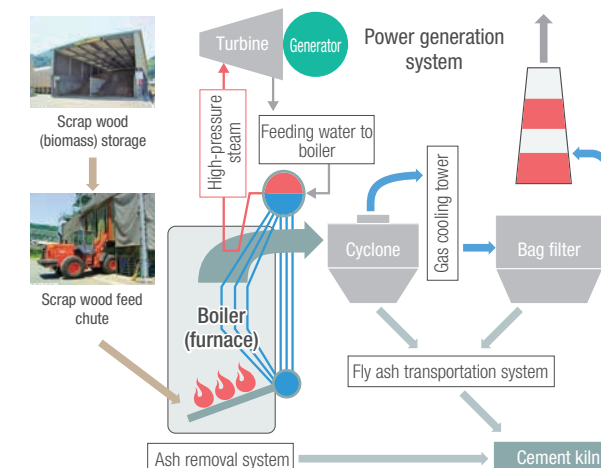 Turbine
Generator
Power generation
system
Scrap wood
(biomass) storage
High-pressure
steam
Feeding water to
boiler
Gas cooling tower
Cyclone
Bag filter
Scrap wood feed
chute
Boiler
(furnace)
Fly ash transportation system
Ash removal system
Cement kiln